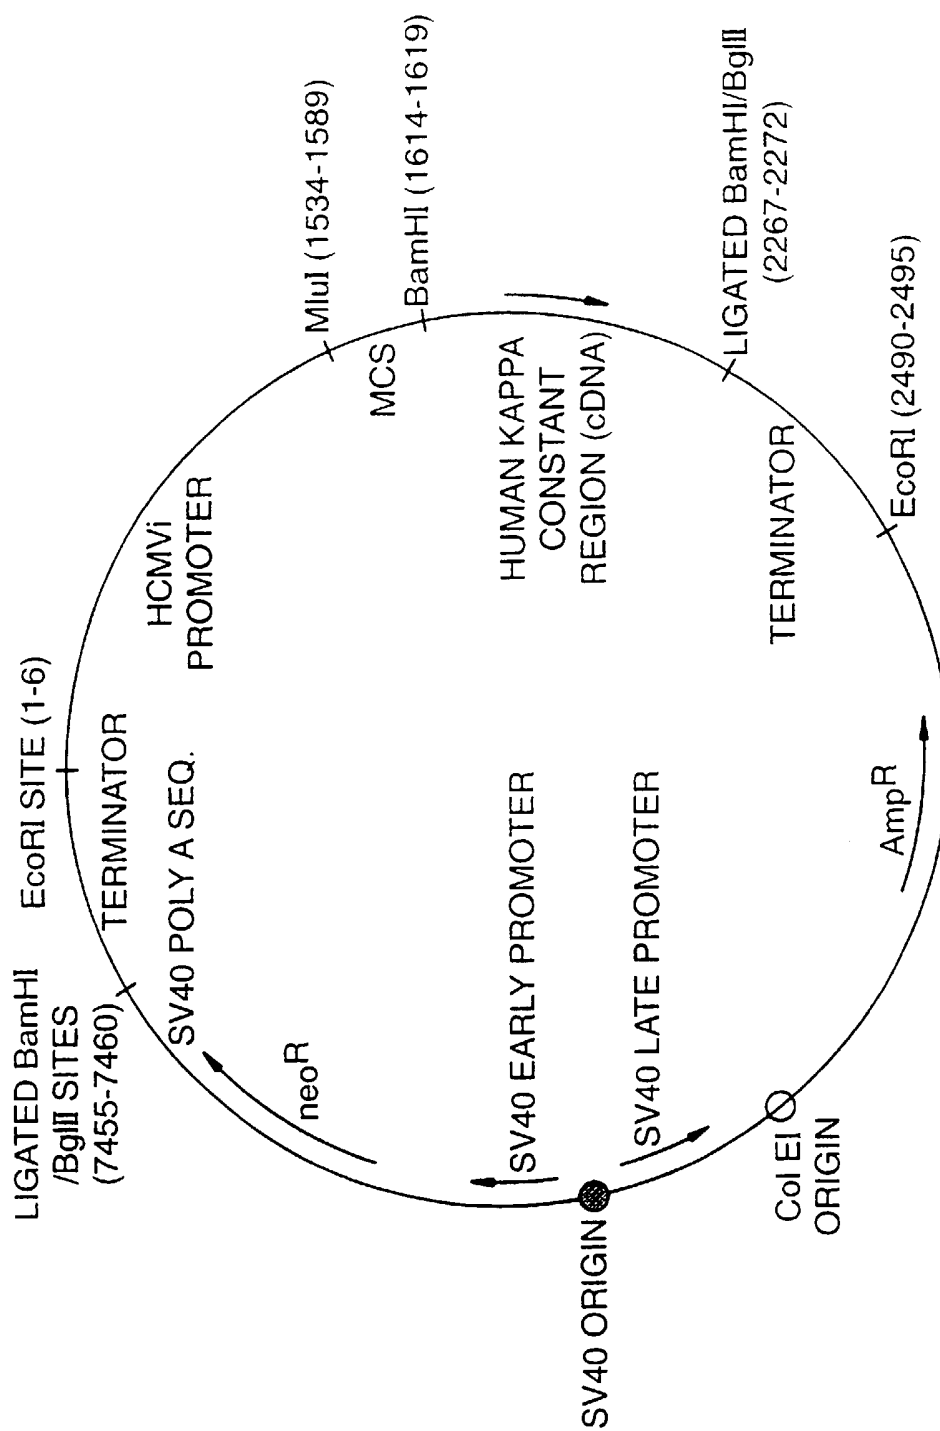 EcoRI SITE (1-6)
LIGATED BamHI
/BglII SITES
(7455-7460)
TERMINATOR
SV40 POLY A SEQ.
HCMVi
PROMOTER
MluI (1534-1589)
MCS
BamHI (1614-1619)
neoR
HUMAN KAPPA
CONSTANT
REGION (cDNA)
SV40 EARLY PROMOTER
SV40 ORIGIN
SV40 LATE PROMOTER
LIGATED BamHI/BglII
(2267-2272)
TERMINATOR
Col EI
ORIGIN
AmpR
EcoRI (2490-2495)